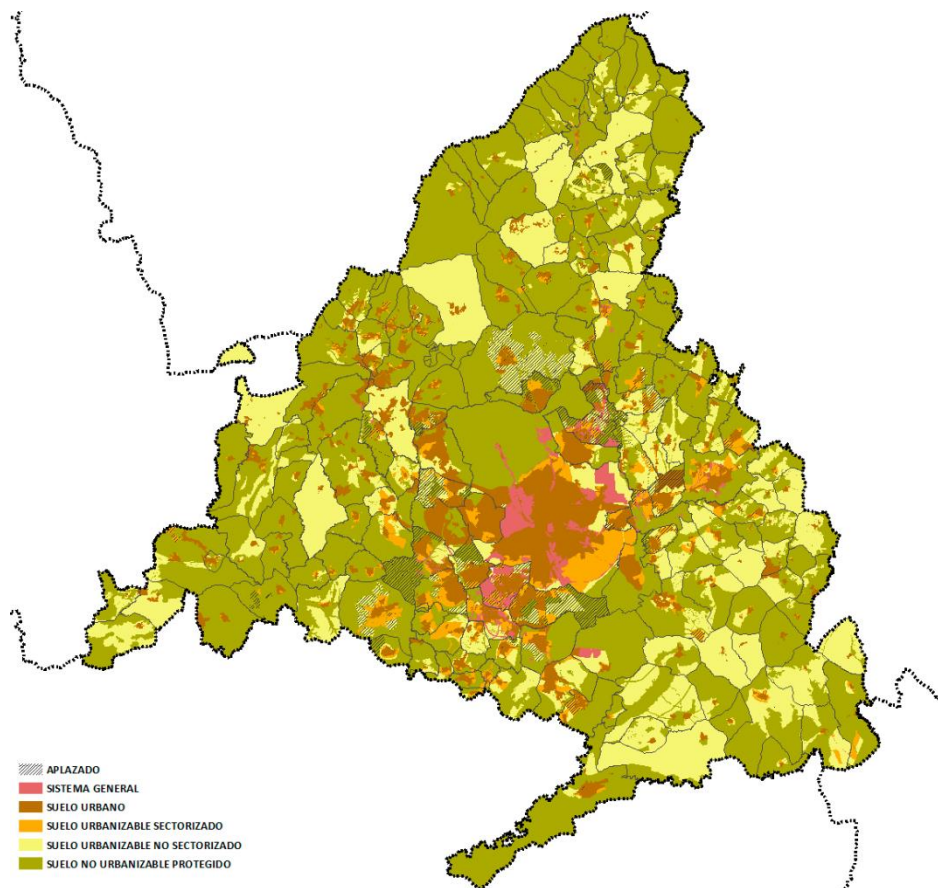 APLAZADO
SISTEMA GENERAL
SUELO URBANO
SUELO URBANIZABLE SECTORIZADO
SUELO URBANIZABLE NO SECTORIZADO
SUELO NO URBANIZABLE PROTEGIDO